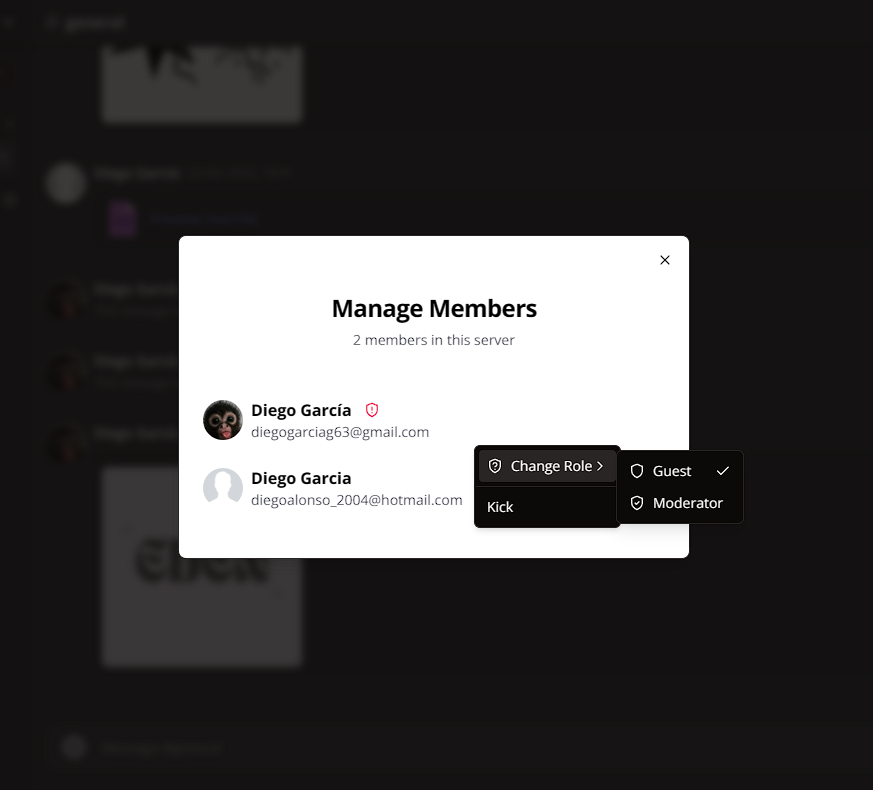 general
Manage Members
2 members in this server
Diego García
diegogarciag63@gmail.com
Diego Garcia
diegoalonso_2004@hotmail.com
Change Role
Kick
Guest
Moderator